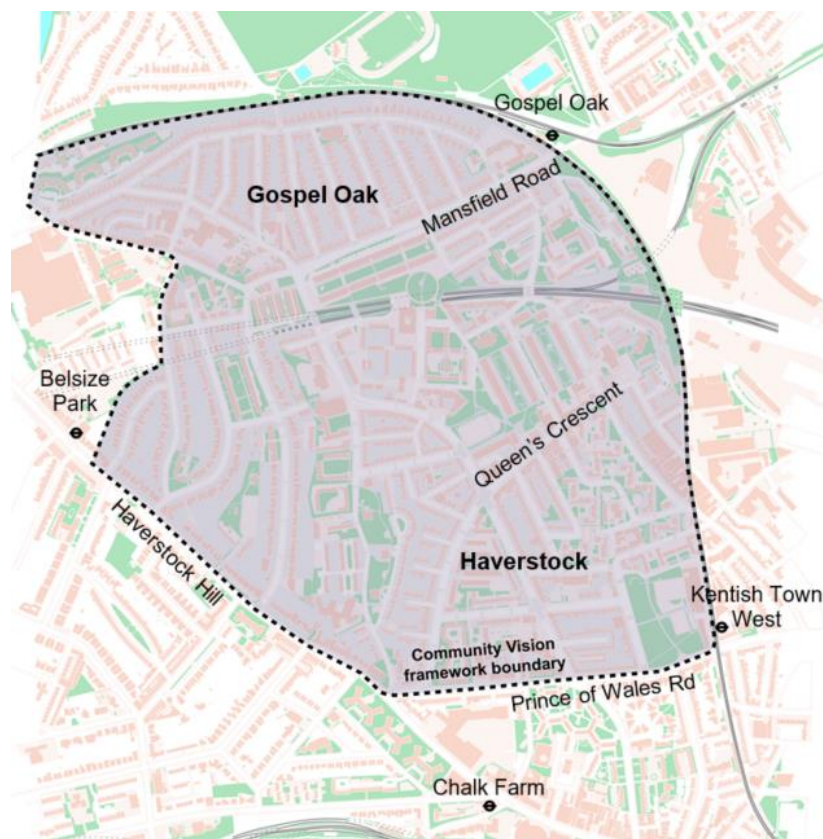 Gospel Oak
Gospel Oak
Mansfield Road
Belsize
Park
Queen's Crescent
Haverstock Hill
Haverstock
Kentish Town
West
Community Vision
framework boundary
Prince of Wales Rd
Chalk Farm